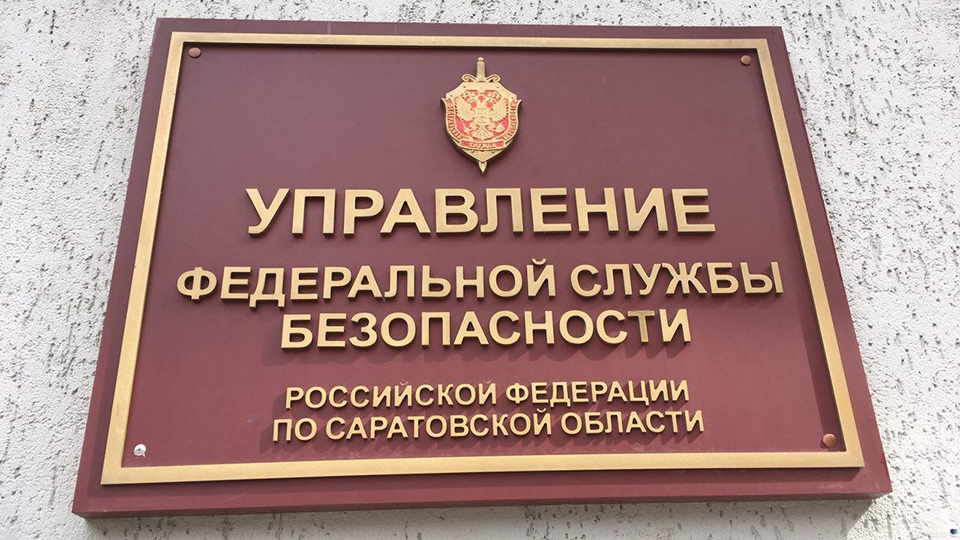 УПРАВЛЕНИЕ
ФЕДЕРАЛЬНОЙ СЛУЖБЫ
БЕЗОПАСНОСТИ
РОССИЙСКОЙ ФЕДЕРАЦИИ
ПО САРАТОВСКОЙ ОБЛАСТИ